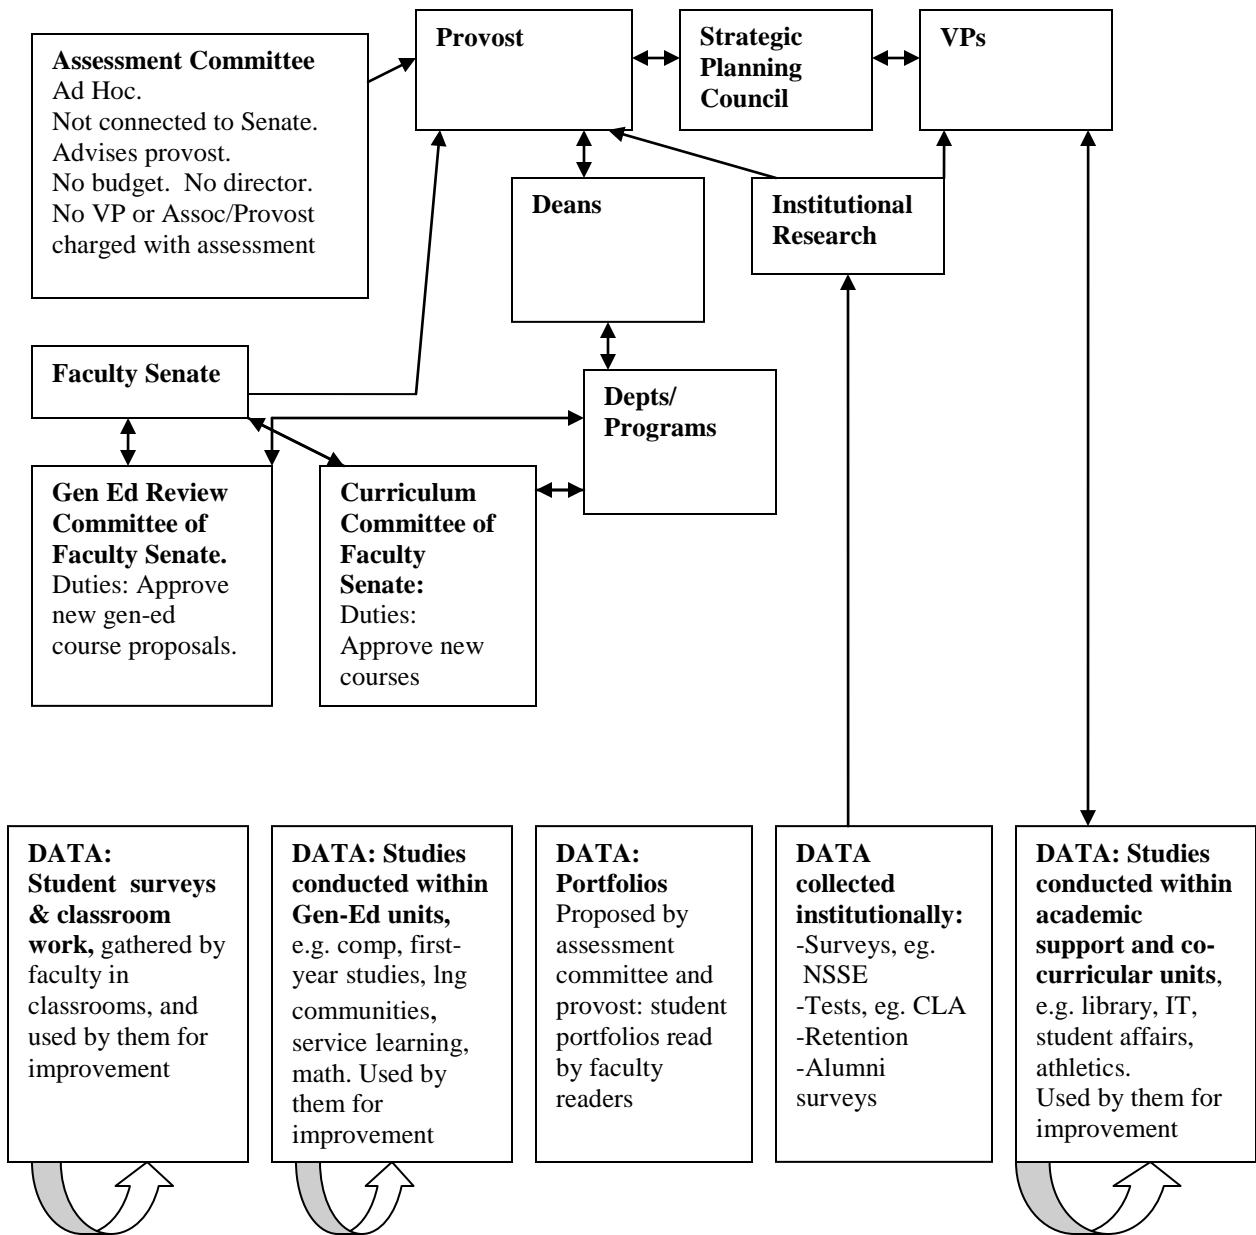 Assessment Committee
Ad Hoc.
Not connected to Senate.
Advises provost.
No budget.  No director.
No VP or Assoc/Provost
charged with assessment
Provost
Strategic
Planning
Council
VPs
Deans
Institutional
Research
Faculty Senate
Depts/
Programs
Gen Ed Review
Committee of
Faculty Senate.
Duties: Approve
new gen-ed
course proposals.
Curriculum
Committee of
Faculty
Senate:
Duties:
Approve new
courses
DATA:
Student  surveys
& classroom
work, gathered by
faculty in
classrooms, and
used by them for
improvement
DATA: Studies
conducted within
Gen-Ed units,
e.g. comp, first-
year studies, lng
communities,
service learning,
math. Used by
them for
improvement
DATA:
Portfolios
Proposed by
assessment
committee and
provost: student
portfolios read
by faculty
readers
DATA
collected
institutionally:
-Surveys, eg.
NSSE
-Tests, eg. CLA
-Retention
-Alumni
surveys
DATA: Studies
conducted within
academic
support and co-
curricular units,
e.g. library, IT,
student affairs,
athletics.
Used by them for
improvement